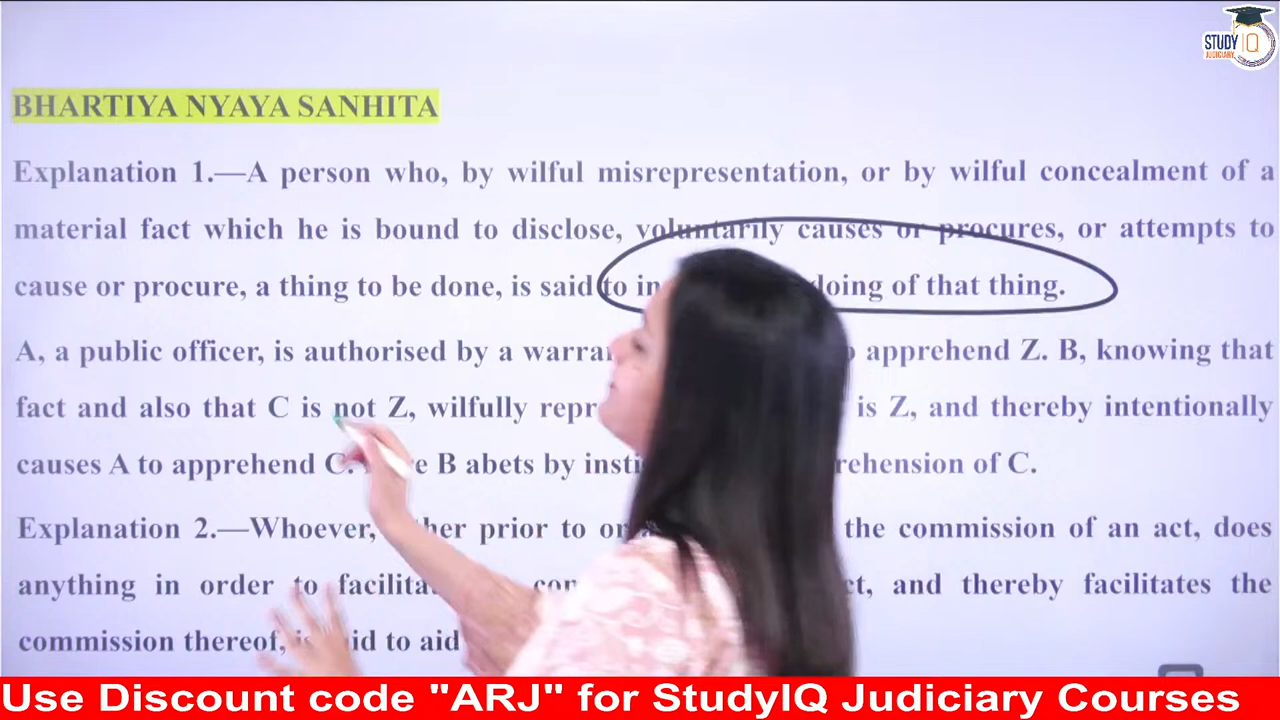 STUDY IQ
JUDICIARY
BHARTIYA NYAYA SANHITA
Explanation 1.—A person who, by wilful misrepresentation, or by wilful concealment of a
material fact which he is bound to disclose, voluntarily causes or procures, or attempts to
cause or procure, a thing to be done, is said to doing of that thing.
A, a public officer, is authorised by a apprehend Z. B, knowing that
fact and also that C is not Z, wilfully is Z, and thereby intentionally
causes A to apprehend C. B abets by of C.
Explanation 2.—Whoever, prior to the commission of an act, does
anything in order to and thereby facilitates the
commission thereof, to aid
Use Discount code "ARJ" for StudyIQ Judiciary Courses